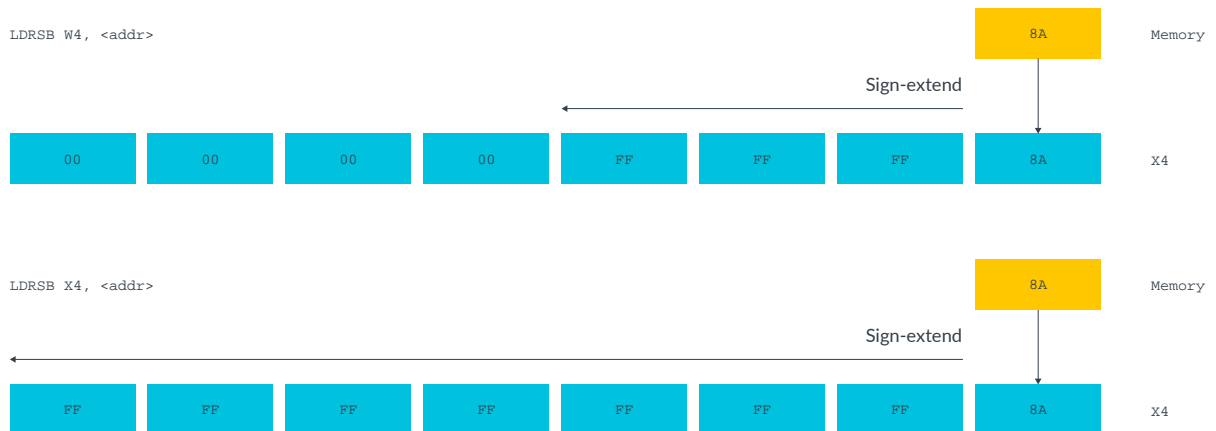 LDRSB W4, <addr> 8A Memory
Sign-extend
00 00 00 00 FF FF FF 8A X4
LDRSB X4, <addr> 8A Memory
Sign-extend
FF FF FF FF FF FF FF 8A X4